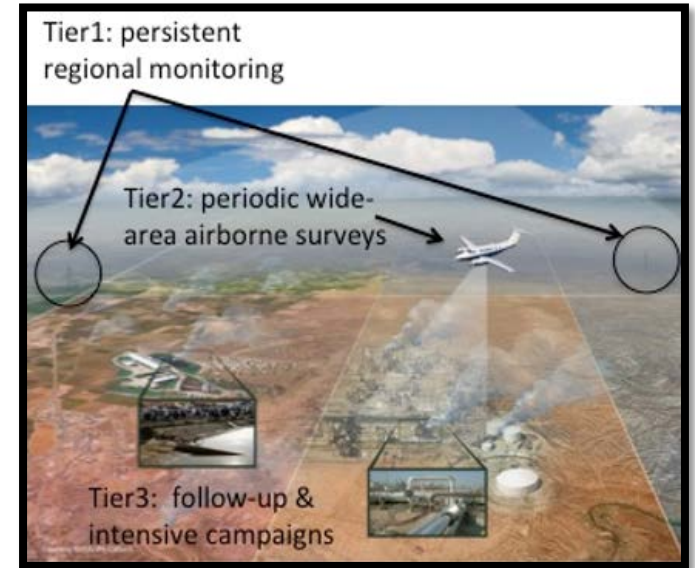 Tier1: persistent
regional monitoring
Tier2: periodic wide-
area airborne surveys
Tier3: follow-up &
intensive campaigns